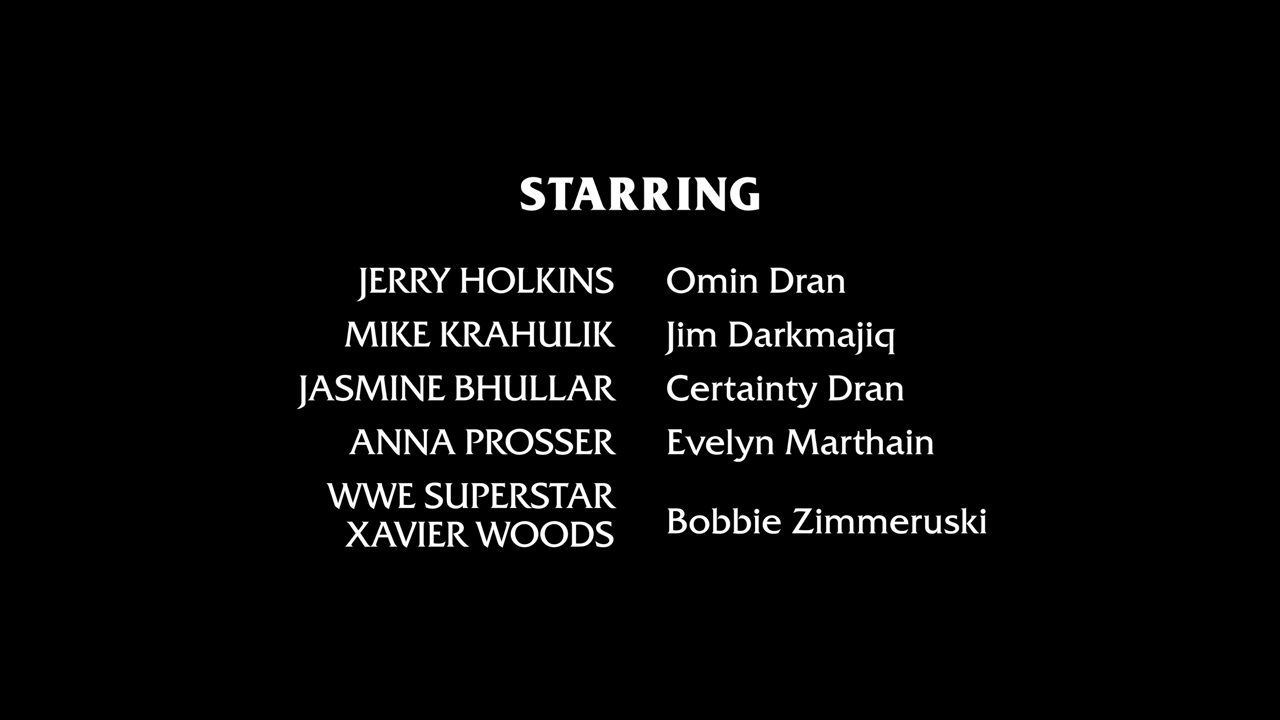 STARRING
JERRY HOLKINS Omin Dran
MIKE KRAHULIK Jim Darkmajiq
JASMINE BHULLAR Certainty Dran
ANNA PROSSER Evelyn Marthain
WWE SUPERSTAR
XAVIER WOODS Bobbie Zimmeruski